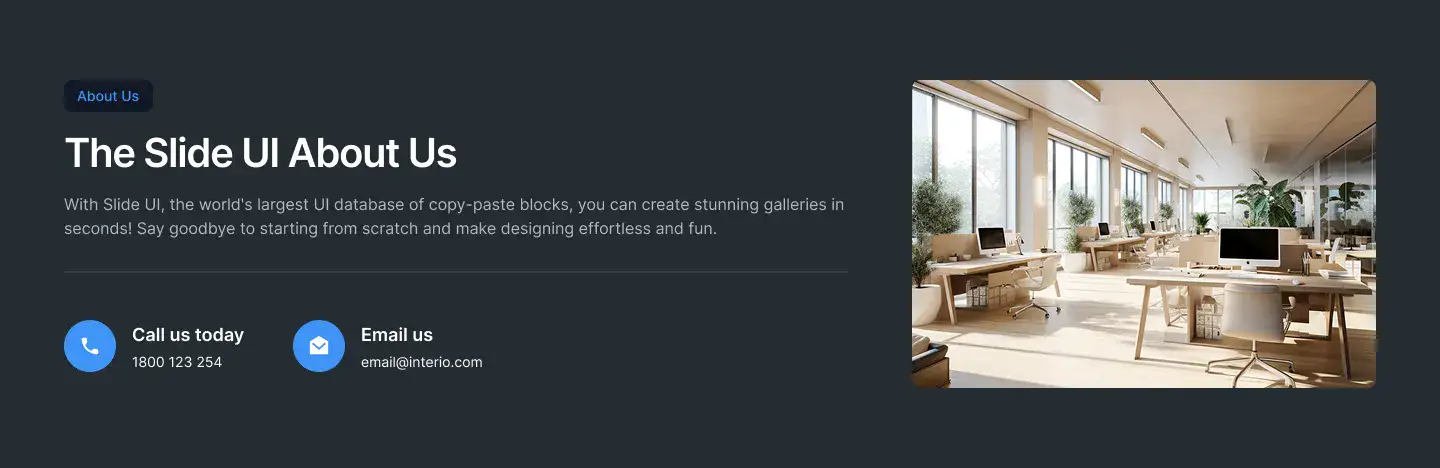 About Us
The Slide UI About Us
With Slide UI, the world's largest UI database of copy-paste blocks, you can create stunning galleries in
seconds! Say goodbye to starting from scratch and make designing effortless and fun.
Call us today
1800 123 254
Email us
email@interio.com